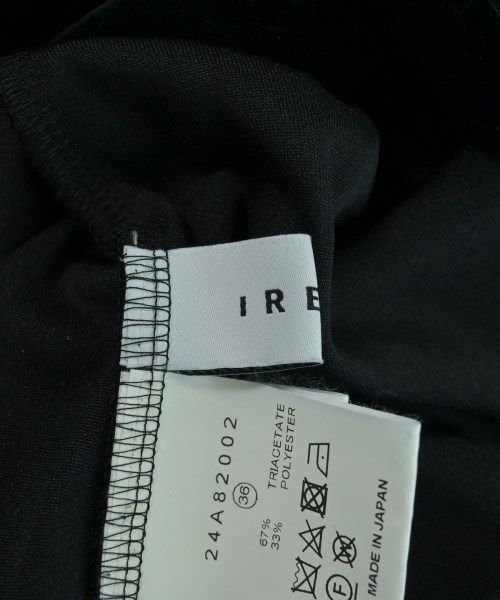 IRE
24A82002
36
67% TRIACETATE
33% POLYESTER
F
MADE IN JAPAN